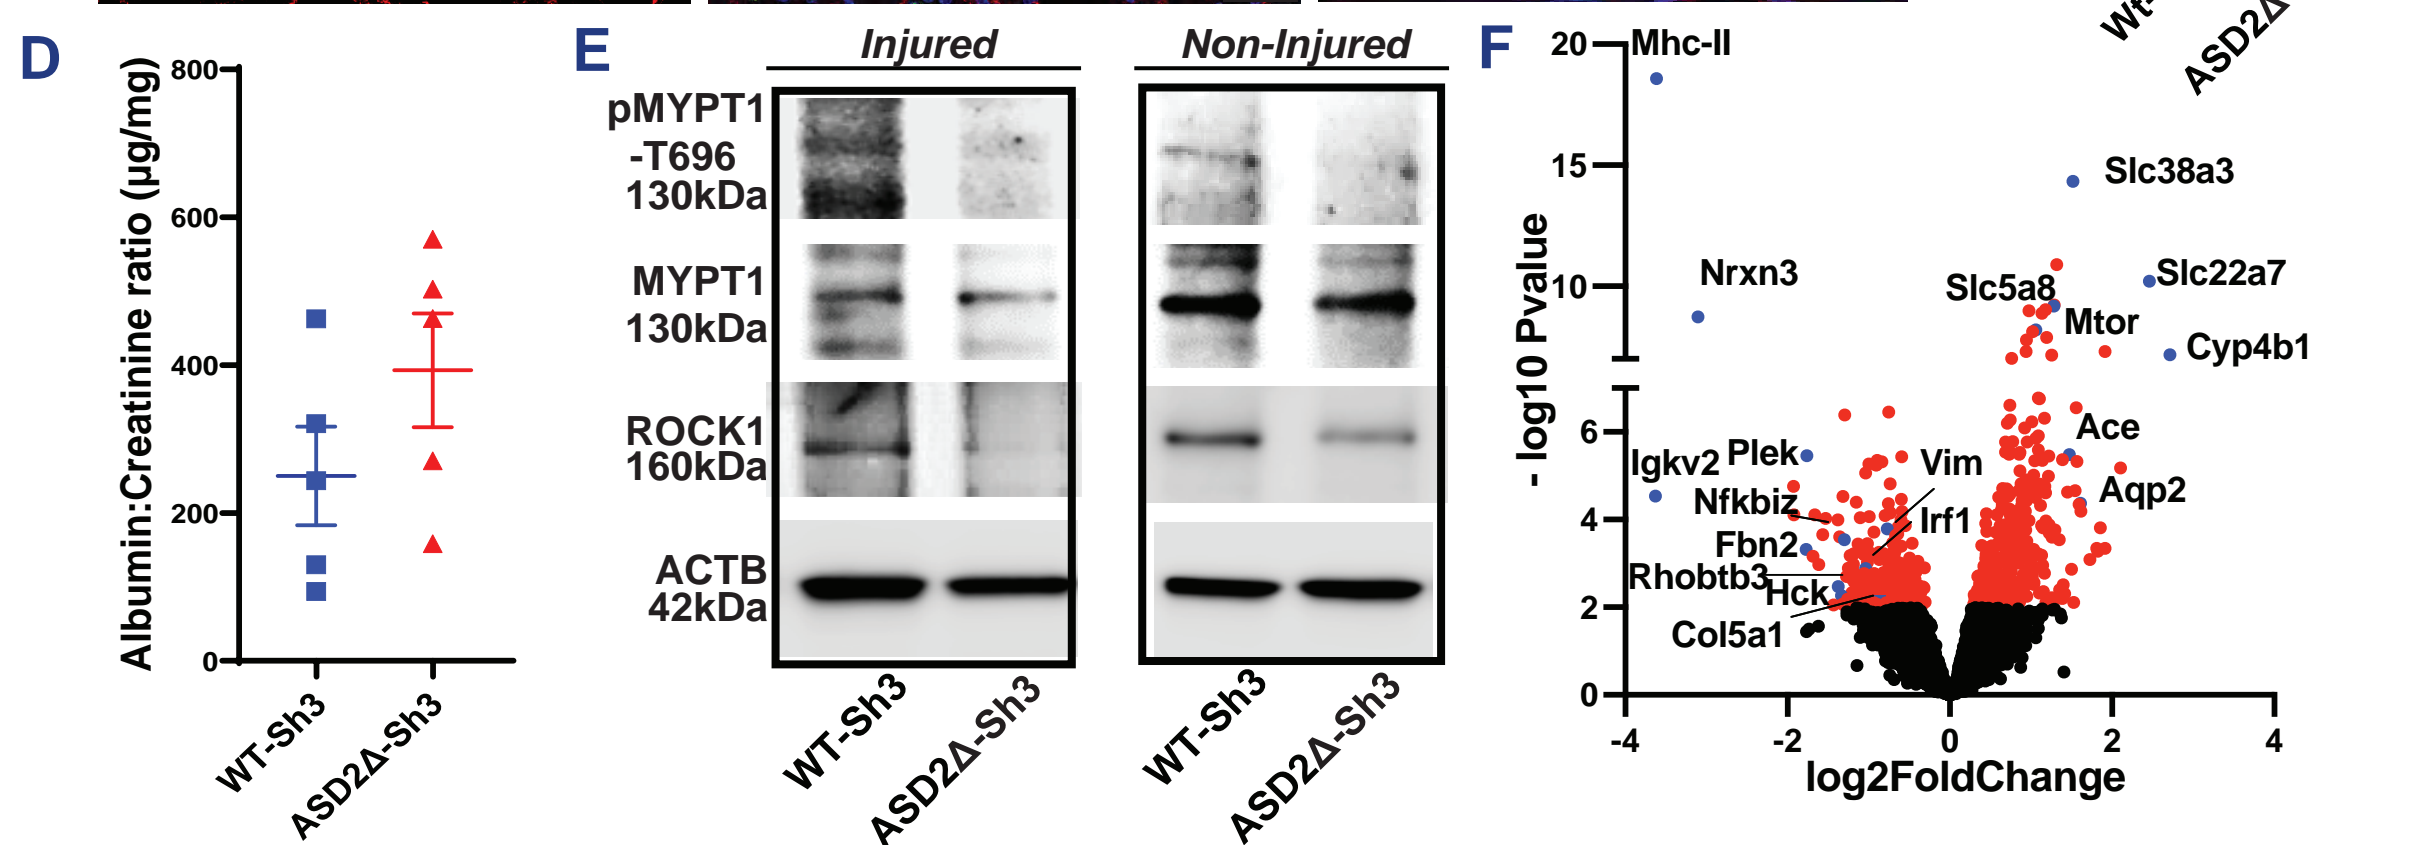 Wt-
ASD2Δ
D
Albumin:Creatinine ratio (µg/mg)
800
600
400
200
0
WT-Sh3
ASD2Δ-Sh3
E
Injured
Non-Injured
pMYPT1
-T696
130kDa
MYPT1
130kDa
ROCK1
160kDa
ACTB
42kDa
WT-Sh3
ASD2Δ-Sh3
WT-Sh3
ASD2Δ-Sh3
F
- log10 Pvalue
20
15
10
6
4
2
0
Mhc-II
Slc38a3
Nrxn3
Slc22a7
Slc5a8
Mtor
Cyp4b1
Ace
Igkv2
Plek
Vim
Aqp2
Nfkbiz
Irf1
Fbn2
Rhobtb3
Hck
Col5a1
-4
-2
0
2
4
log2FoldChange